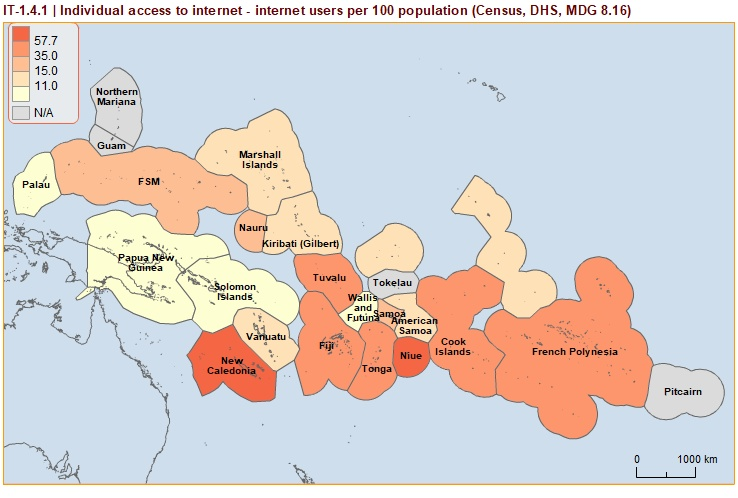 IT-1.4.1 | Individual access to internet - internet users per 100 population (Census, DHS, MDG 8.16)
57.7
35.0
15.0
11.0
N/A
Northern
Mariana
Guam
Palau
FSM
Marshall
Islands
Nauru
Kiribati (Gilbert)
Papua New
Guinea
Solomon
Islands
Tuvalu
Tokelau
Wallis
and
Futuna
Samoa
American
Samoa
Vanuatu
Fiji
New
Caledonia
Tonga
Niue
Cook
Islands
French Polynesia
Pitcairn
0 1000 km